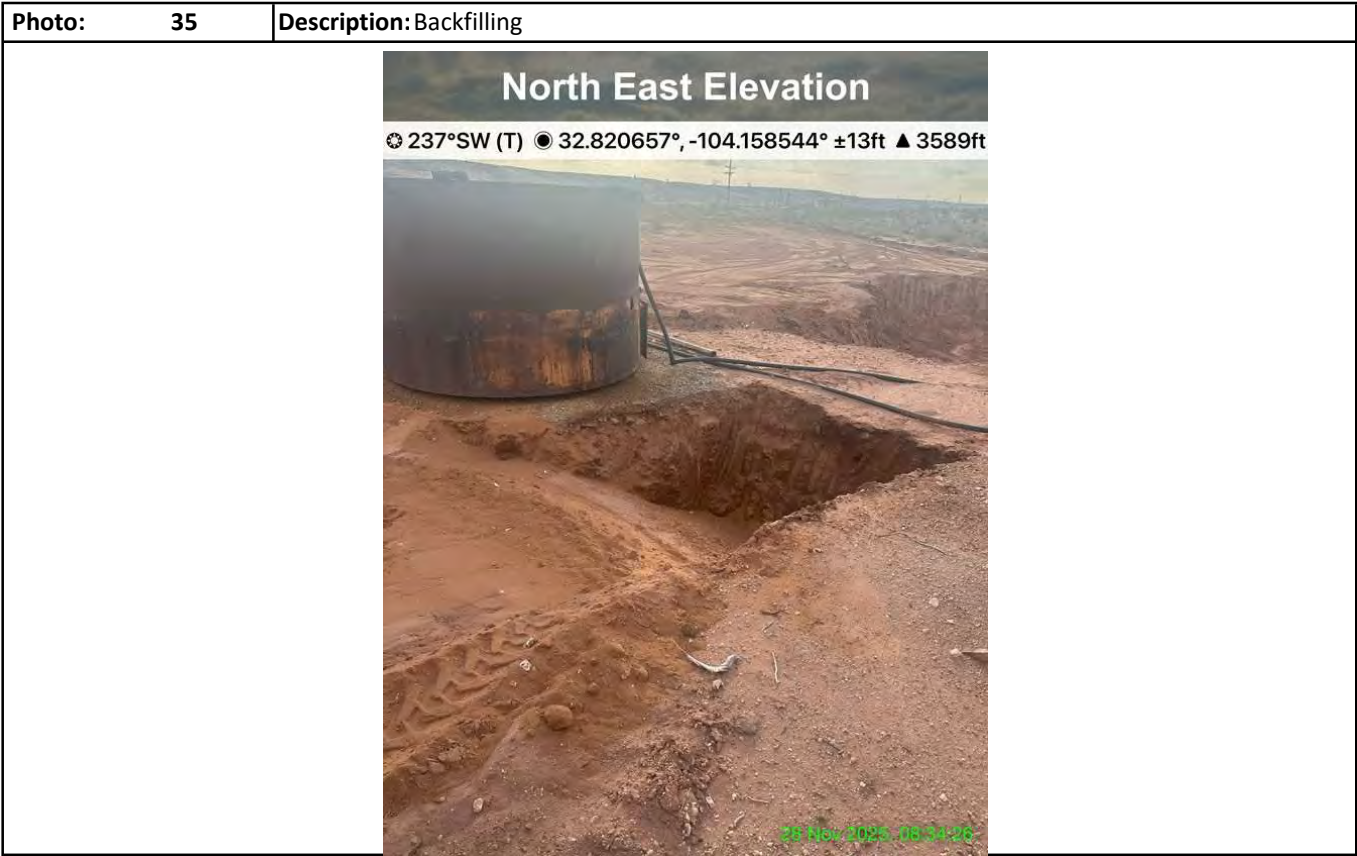 Photo: 35 Description: Backfilling
North East Elevation
237°SW (T) 32.820657°, -104.158544° ±13ft ▲ 3589ft
28 Nov 2025, 08:34:26